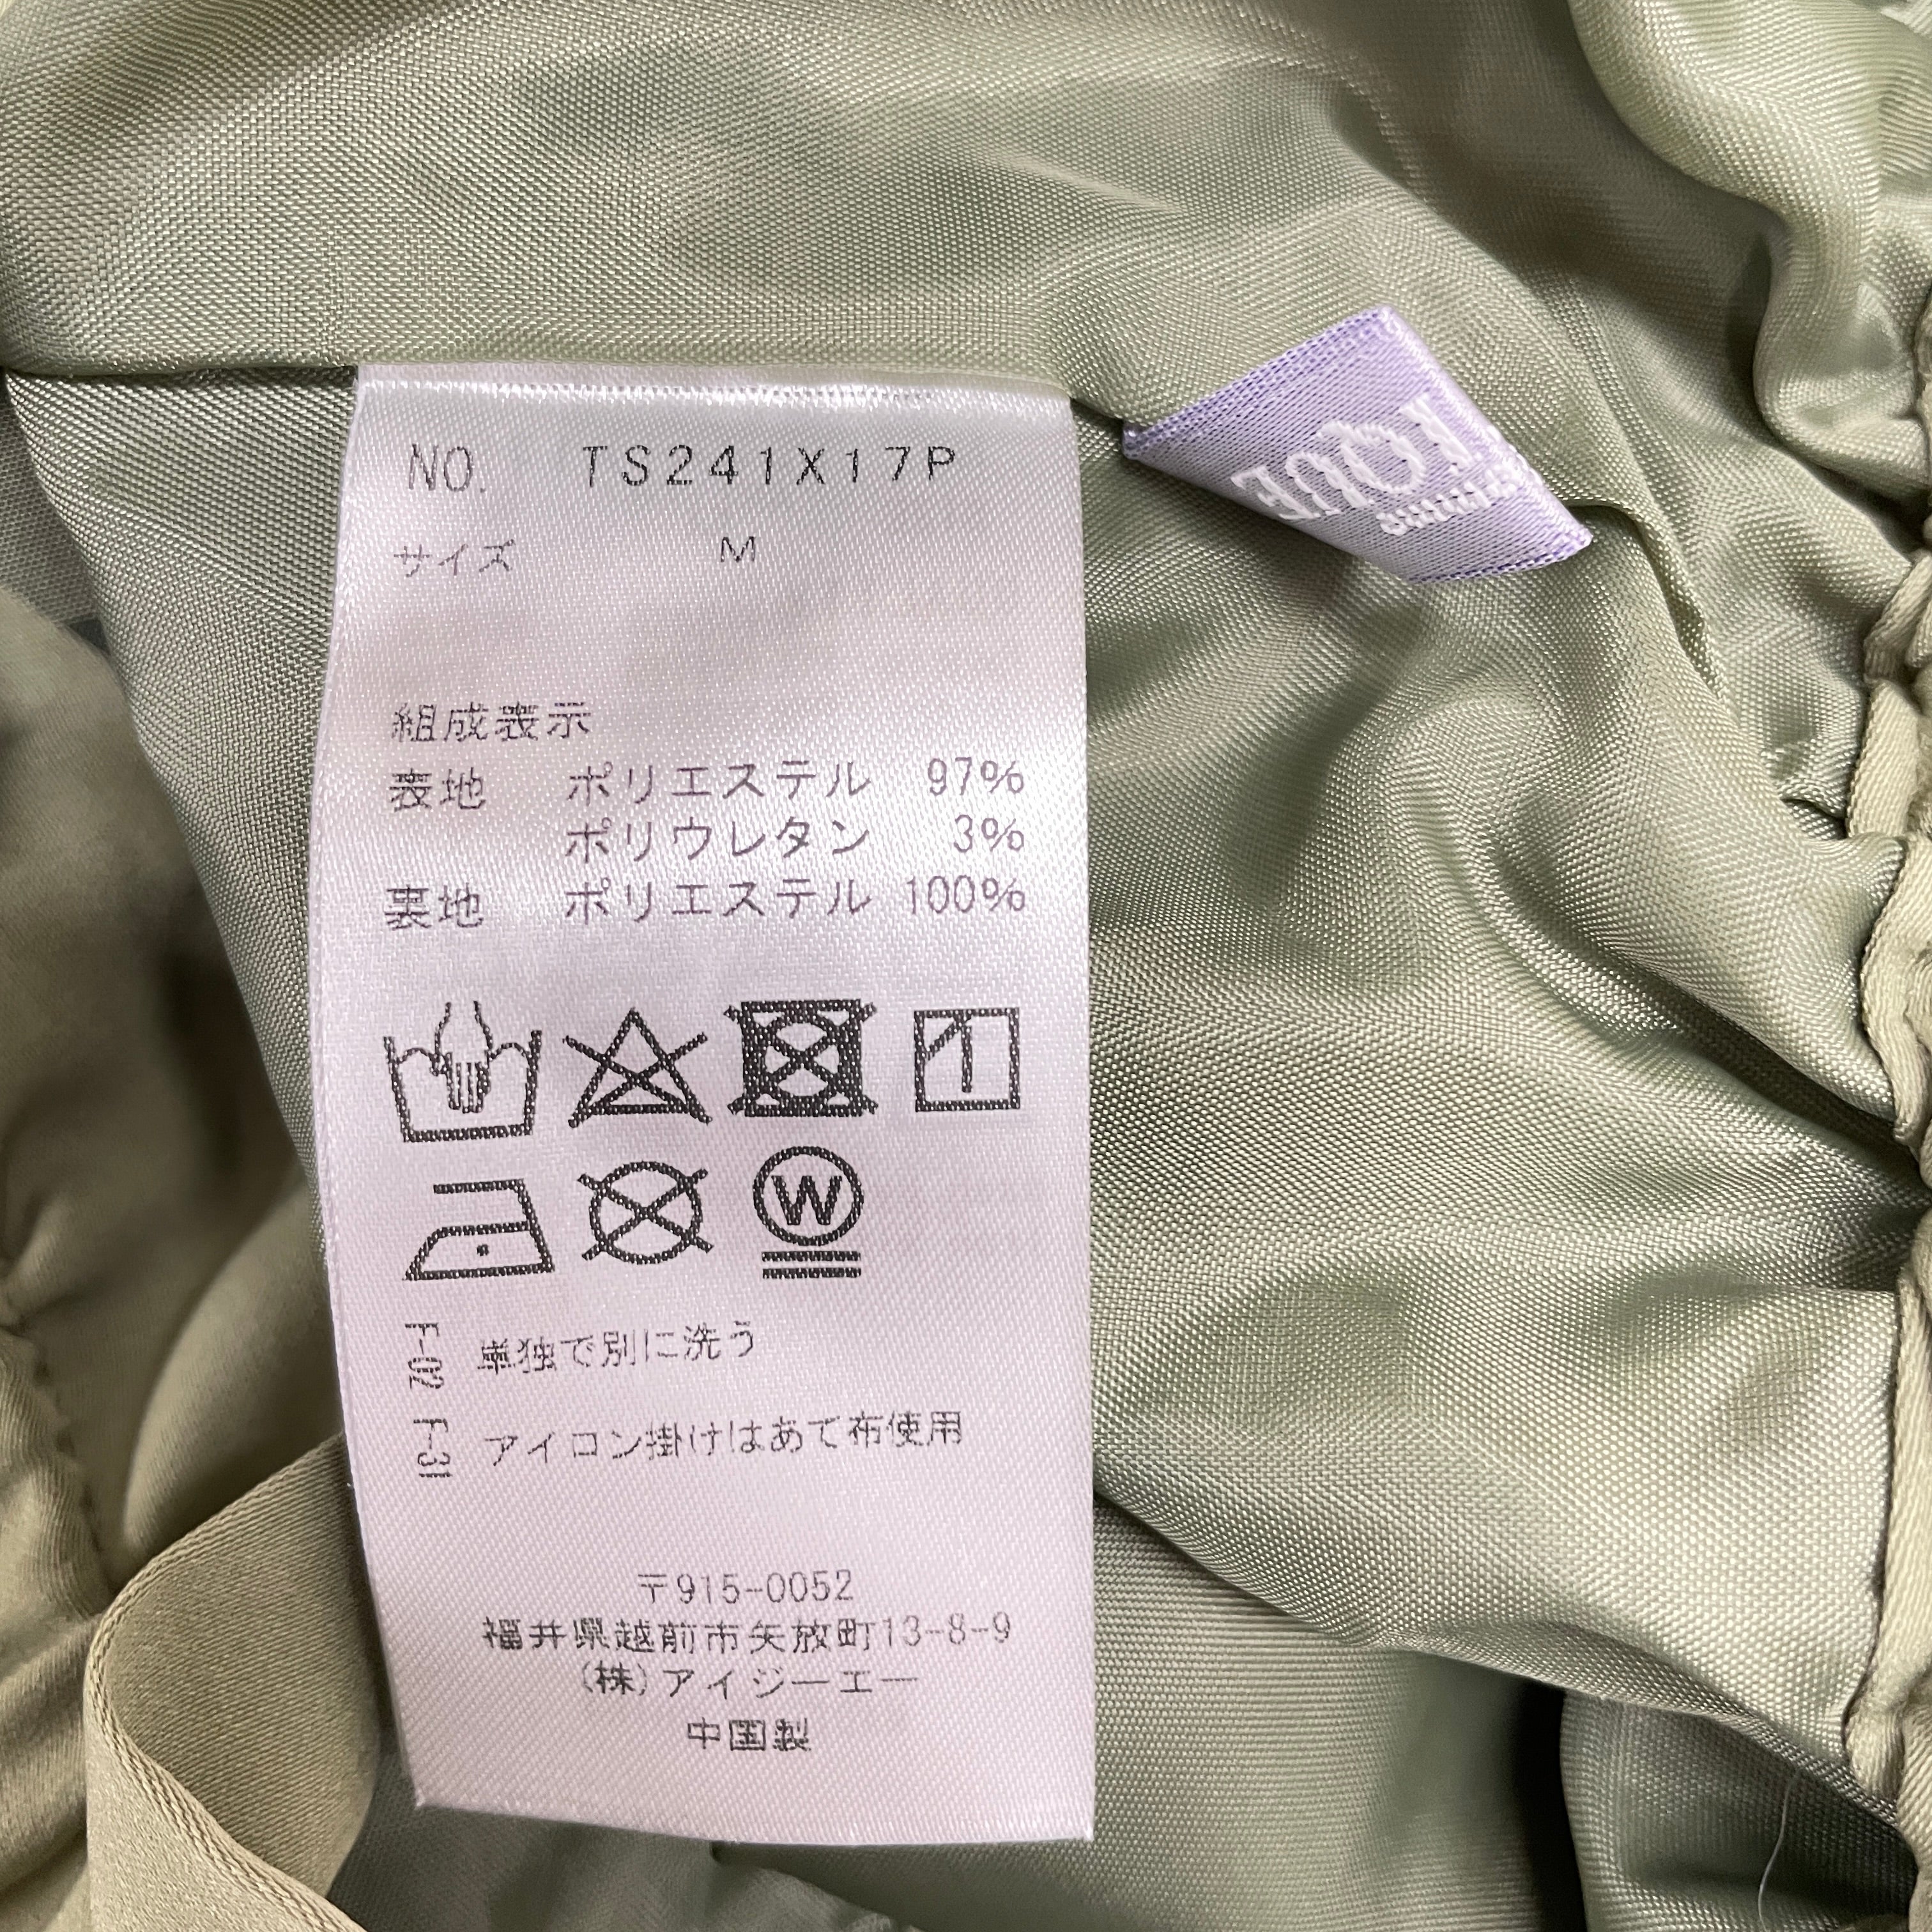 NO. TS241X17P
サイズ M
組成表示
表地 ポリエステル 97%
ポリウレタン 3%
裏地 ポリエステル 100%
W
F-02 単独で別に洗う
F-31 アイロン掛けはあて布使用
〒915-0052
福井県越前市矢放町13-8-9
(株)アイジーエー
中国製